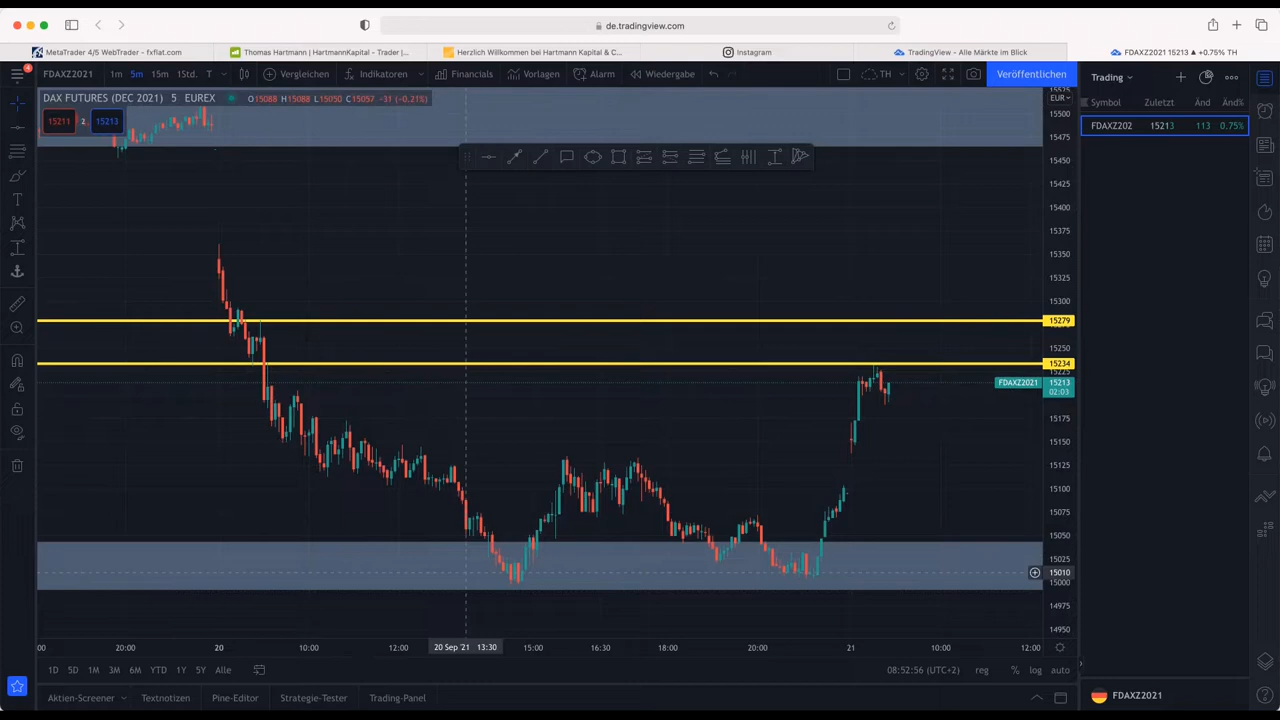 de.tradingview.com
MetaTrader 4/5 WebTrader - fxflat.com
Thomas Hartmann | HartmannKapital - Trader |...
Herzlich Willkommen bei Hartmann Kapital & C...
Instagram
TradingView - Alle Märkte im Blick
FDAXZ2021 15213 ▲ +0.75% TH
4
FDAXZ2021
1m
5m
15m
15std.
T
Vergleichen
Indikatoren
Financials
Vorlagen
Alarm
Wiedergabe
TH
Veröffentlichen
Trading
DAX FUTURES (DEC 2021) 5 EUREX
O15088 H15088 L15050 C15057 -31 (-0.21%)
15211
2
15213
EUR
Symbol
Zuletzt
Änd
Änd%
FDAXZ202
15213
113
0.75%
15525
15500
15475
15450
15425
15400
15375
15350
15325
15300
15279
15250
15234
15225
FDAXZ2021
15213
02:03
15175
15150
15125
15100
15075
15050
15025
15010
15000
14975
14950
:00
20:00
20
10:00
12:00
20 Sep '21 13:30
15:00
16:30
18:00
20:00
21
10:00
12:00
1D
5D
1M
3M
6M
YTD
1Y
5Y
Alle
08:52:56 (UTC+2)
reg
%
log
auto
Aktien-Screener
Textnotizen
Pine-Editor
Strategie-Tester
Trading-Panel
FDAXZ2021